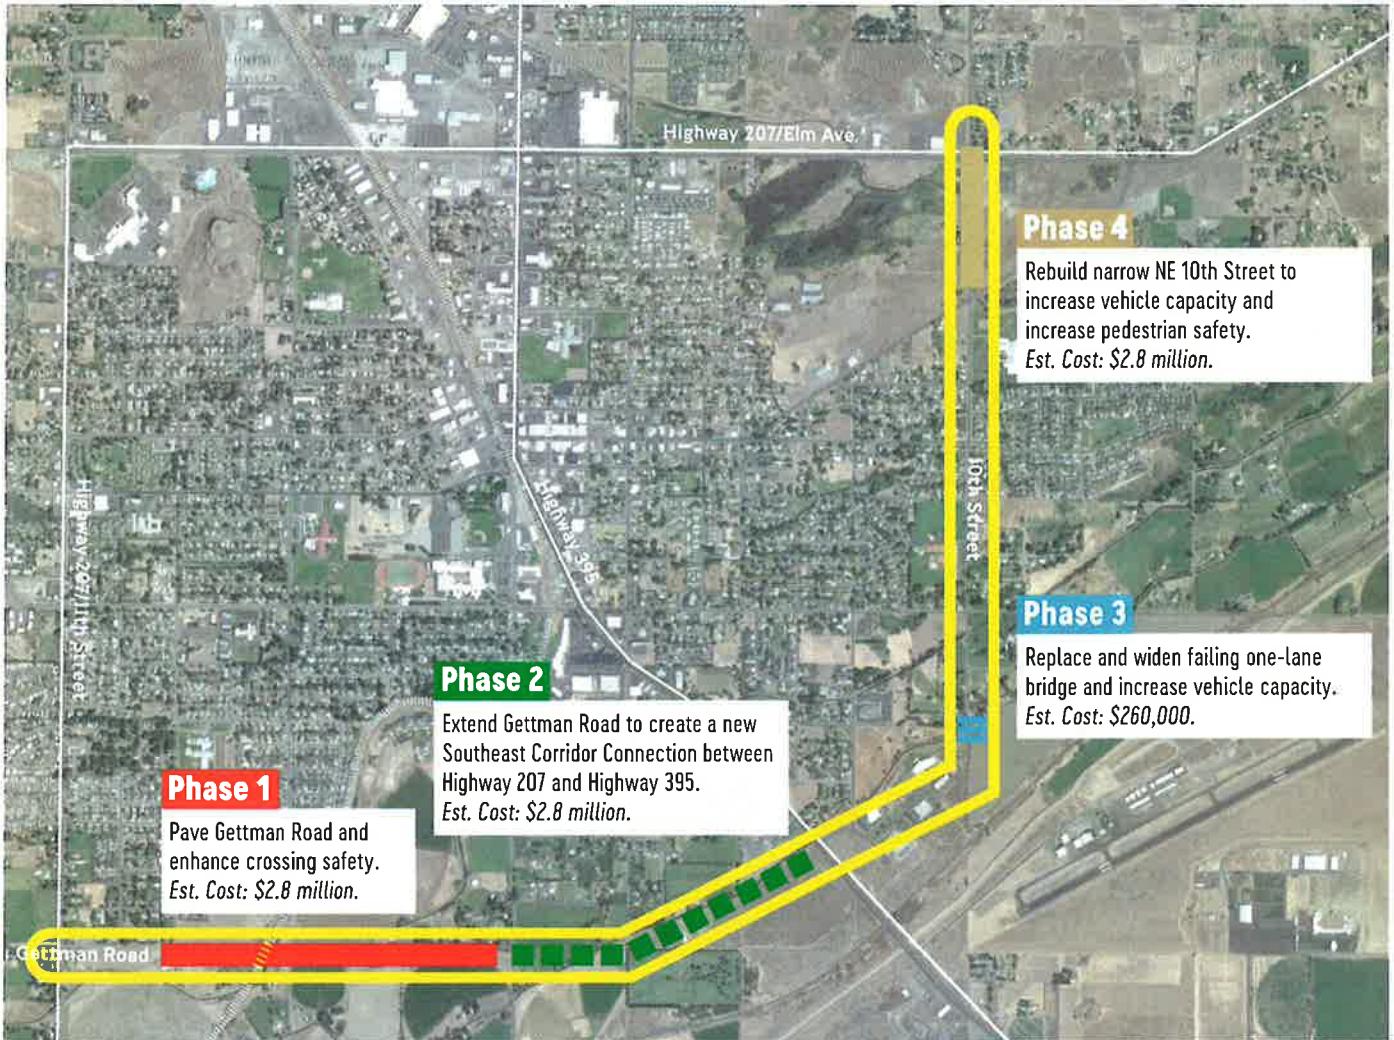 Highway 207/Elm Ave.
Phase 4
Rebuild narrow NE 10th Street to
increase vehicle capacity and
increase pedestrian safety.
Est. Cost: $2.8 million.
10th Street
Highway 395
Highway 207/11th Street
Phase 3
Replace and widen failing one-lane
bridge and increase vehicle capacity.
Est. Cost: $260,000.
Phase 2
Extend Gettman Road to create a new
Southeast Corridor Connection between
Highway 207 and Highway 395.
Est. Cost: $2.8 million.
Phase 1
Pave Gettman Road and
enhance crossing safety.
Est. Cost: $2.8 million.
Gettman Road